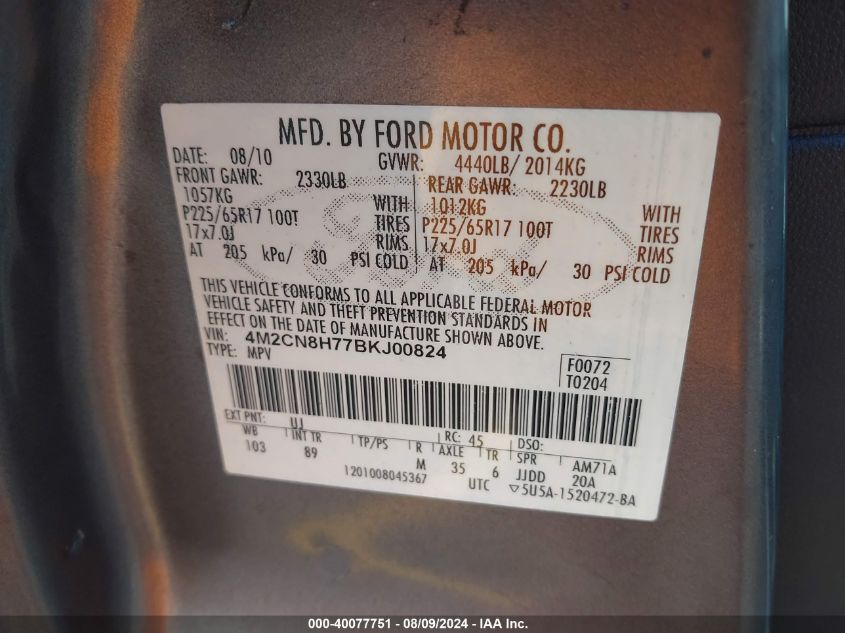 MFD. BY FORD MOTOR CO.
DATE: 08/10 GVWR: 4440LB/ 2014KG
FRONT GAWR: 2330LB REAR GAWR: 2230LB
1057KG WITH 1012KG WITH
P225/65R17 100T TIRES P225/65R17 100T TIRES
17x7.0J RIMS 17x7.0J RIMS
AT 205 kPa/ 30 PSI COLD AT 205 kPa/ 30 PSI COLD
Ford
THIS VEHICLE CONFORMS TO ALL APPLICABLE FEDERAL MOTOR
VEHICLE SAFETY AND THEFT PREVENTION STANDARDS IN
EFFECT ON THE DATE OF MANUFACTURE SHOWN ABOVE.
VIN: 4M2CN8H77BKJ00824
TYPE: MPV
F0072
T0204
EXT PNT: UJ RC: 45 DSO:
WB INT TR TP/PS R AXLE TR SPR AM71A
103 89 M 35 6 JJDD 20A
1201008045367 UTC ▽5U5A-1520472-BA
000-40077751 - 08/09/2024 - IAA Inc.